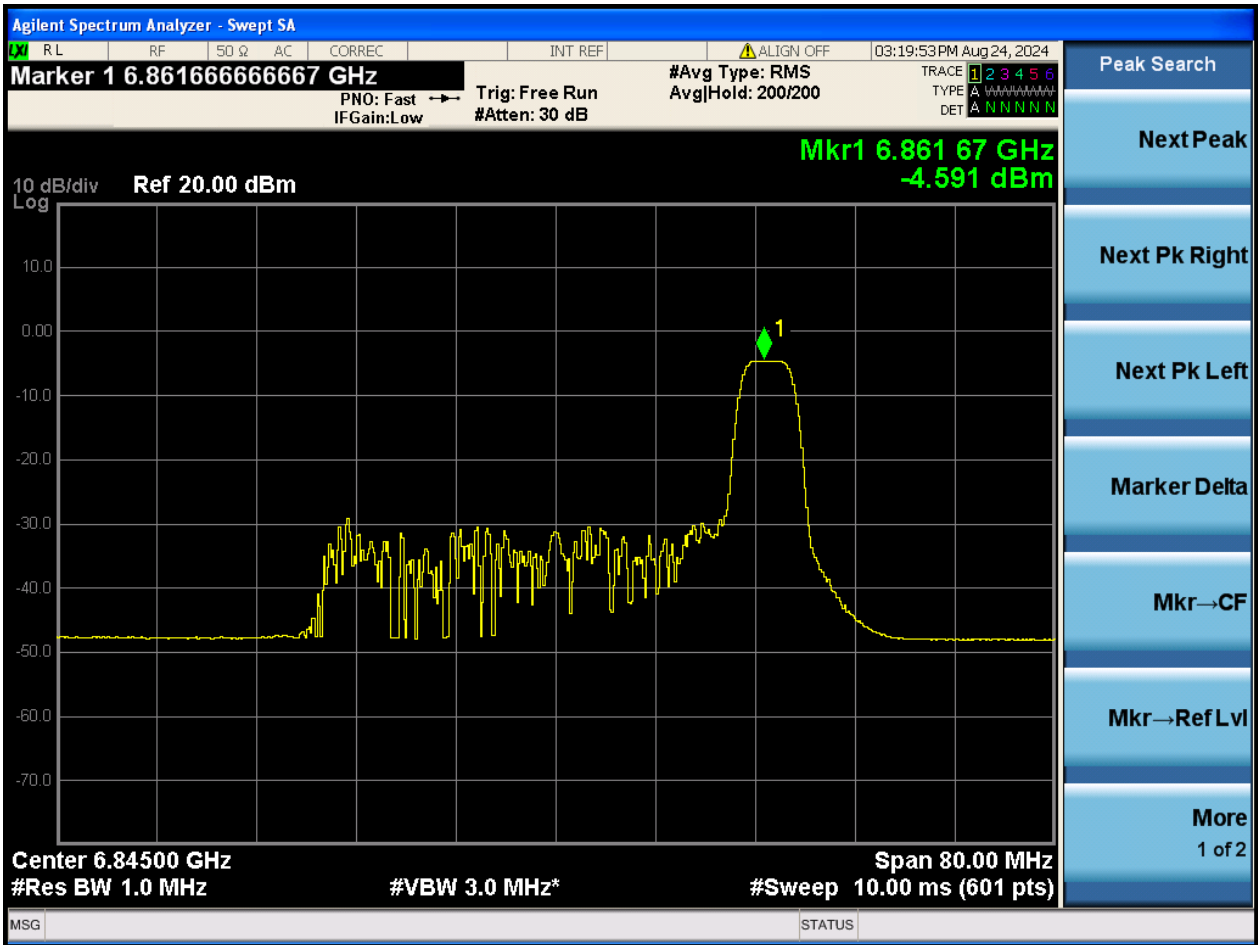 Agilent Spectrum Analyzer - Swept SA
LXI RL RF 50 Ω AC CORREC INT REF ALIGN OFF 03:19:53PM Aug 24, 2024
Marker 1 6.861666666667 GHz
PNO: Fast
IFGain:Low
Trig: Free Run
#Atten: 30 dB
#Avg Type: RMS
Avg|Hold: 200/200
TRACE 1 2 3 4 5 6
TYPE A WWWWW
DET A N N N N N
Mkr1 6.861 67 GHz
-4.591 dBm
10 dB/div Ref 20.00 dBm
Log
10.0
0.00
-10.0
-20.0
-30.0
-40.0
-50.0
-60.0
-70.0
1
Center 6.84500 GHz Span 80.00 MHz
#Res BW 1.0 MHz #VBW 3.0 MHz* #Sweep 10.00 ms (601 pts)
MSG STATUS
Peak Search
Next Peak
Next Pk Right
Next Pk Left
Marker Delta
Mkr→CF
Mkr→Ref Lvl
More
1 of 2